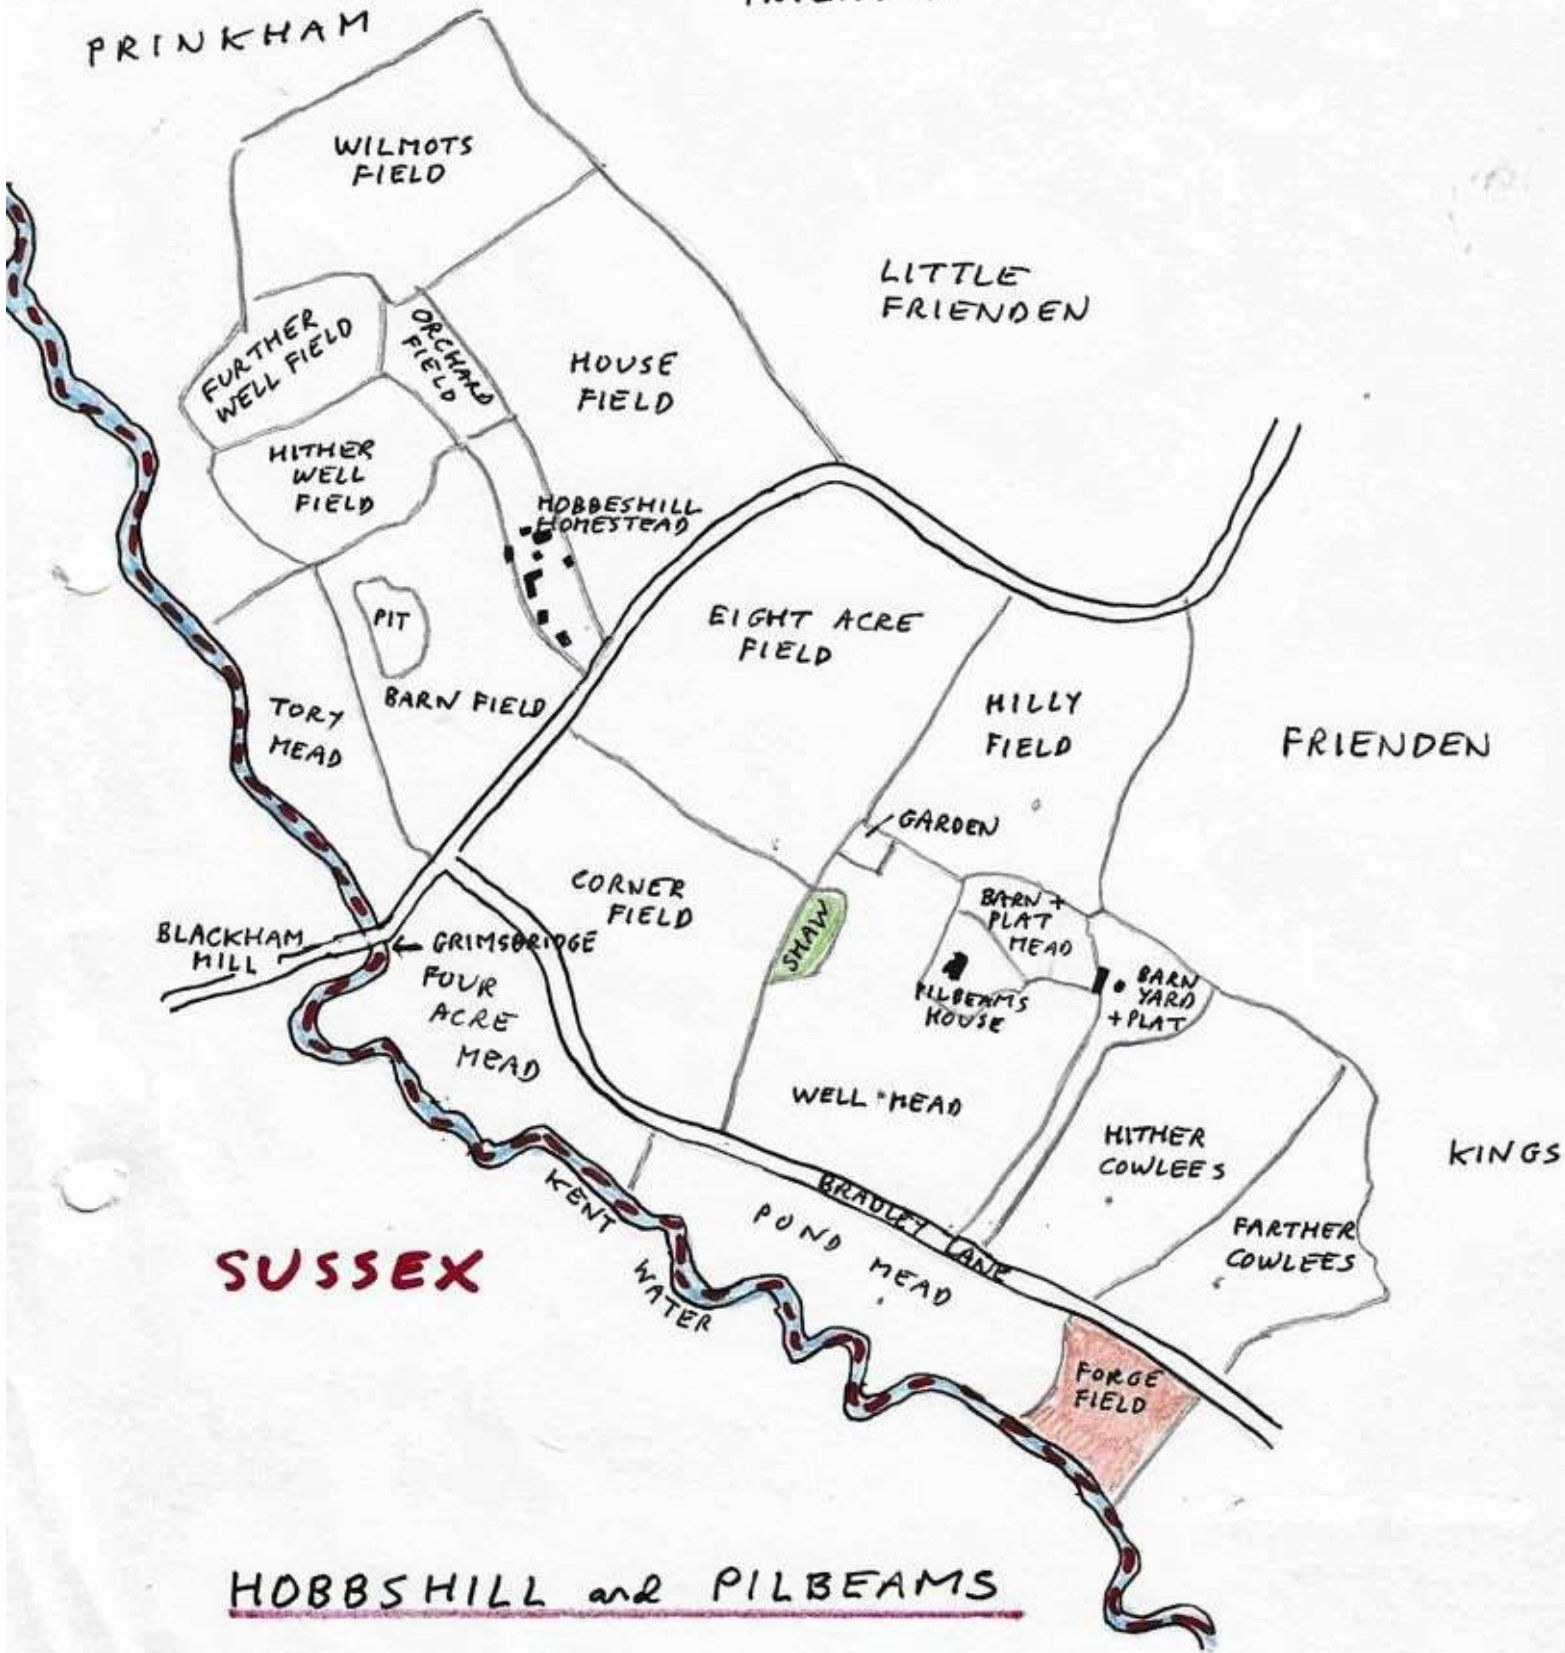 PRINKHAM
WILMOTS
FIELD
LITTLE
FRIENDEN
FURTHER
WELL FIELD
ORCHARD
FIELD
HOUSE
FIELD
HITHER
WELL
FIELD
HOBBESHILL
HOMESTEAD
PIT
EIGHT ACRE
FIELD
TORY
MEAD
BARN FIELD
HILLY
FIELD
FRIENDEN
GARDEN
CORNER
FIELD
SHAW
BARN +
PLAT
MEAD
BLACKHAM
HILL
GRIMSBRIDGE
FOUR
ACRE
MEAD
PILBEAMS
HOUSE
BARN
YARD
+ PLAT
WELL MEAD
HITHER
COWLEES
KINGS
KENT
WATER
BRADLEY
LANE
POND MEAD
FARTHER
COWLEES
SUSSEX
FORGE
FIELD
HOBBSHILL and PILBEAMS